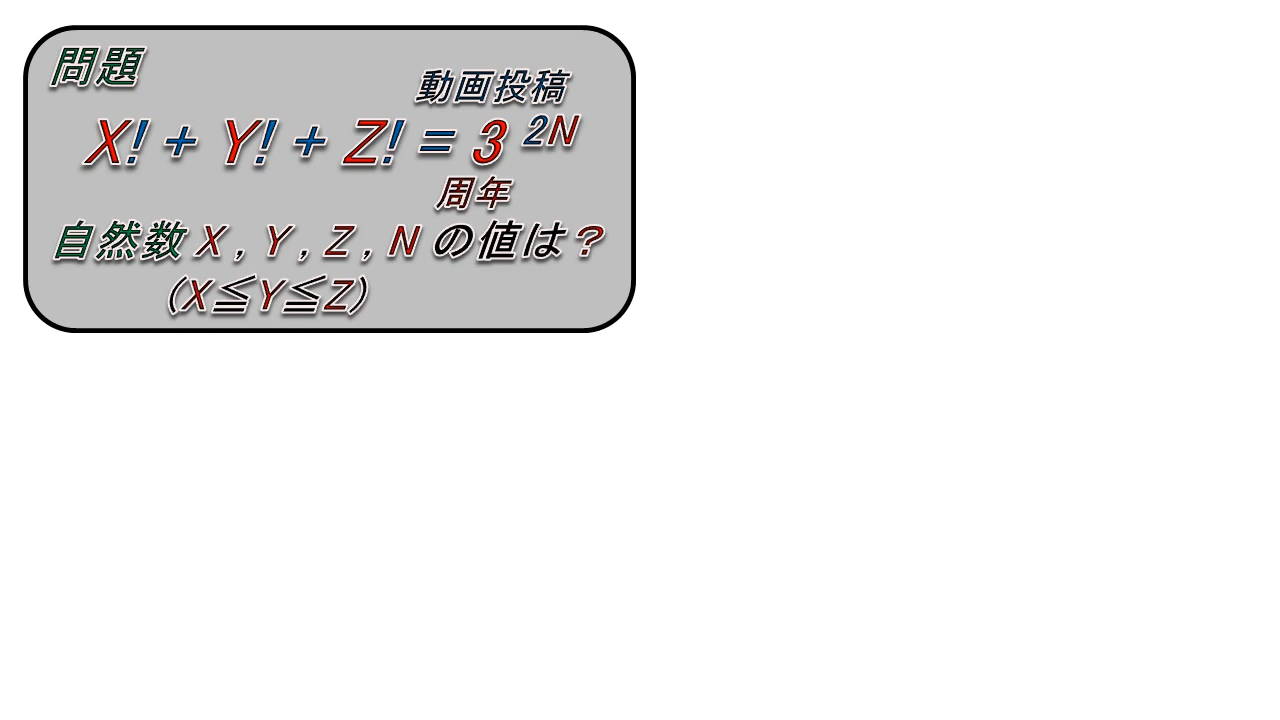 問題
動画投稿
X! + Y! + Z! = 3 2N
周年
自然数 X , Y , Z , N の値は?
(X≦Y≦Z)